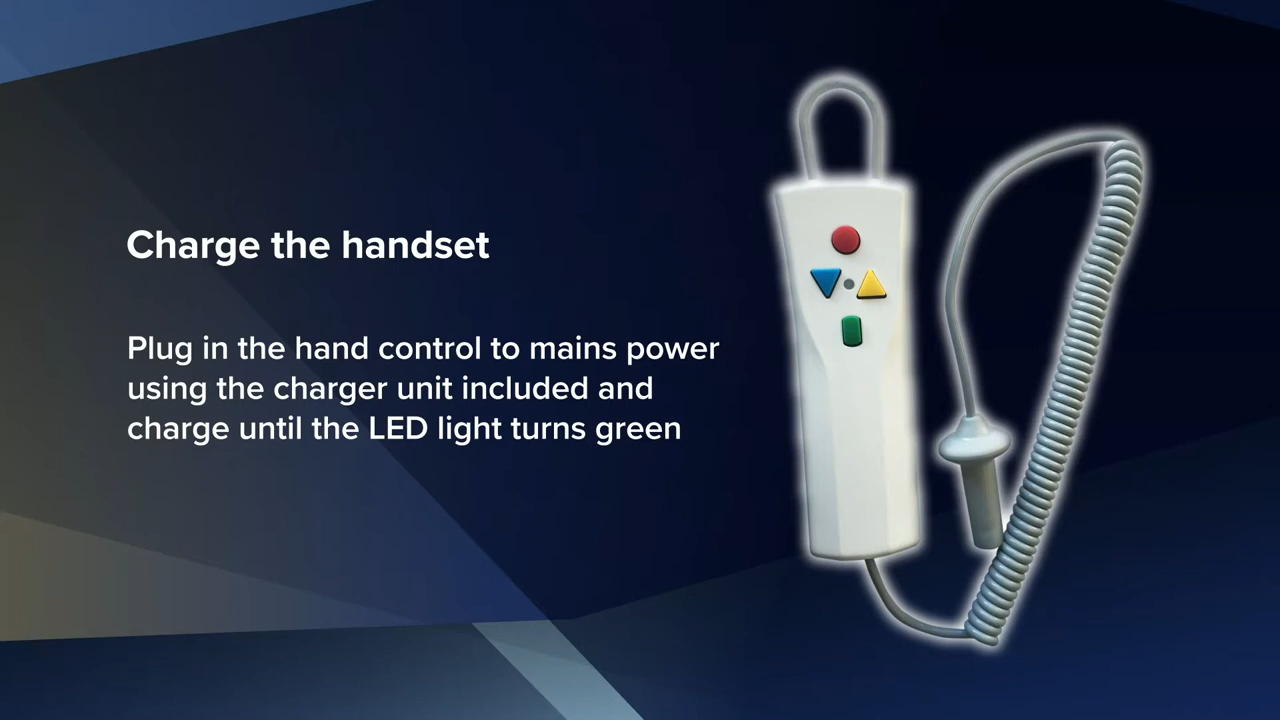 Charge the handset
Plug in the hand control to mains power
using the charger unit included and
charge until the LED light turns green